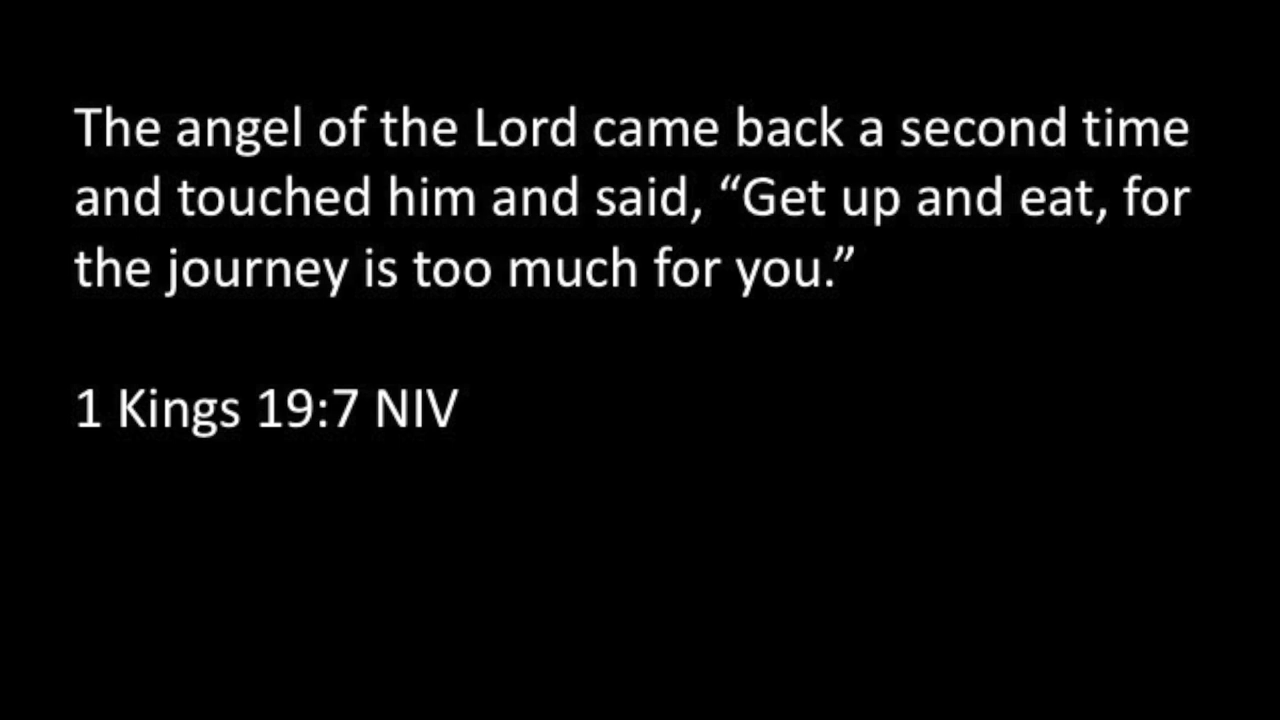 The angel of the Lord came back a second time
and touched him and said, “Get up and eat, for
the journey is too much for you.”
1 Kings 19:7 NIV